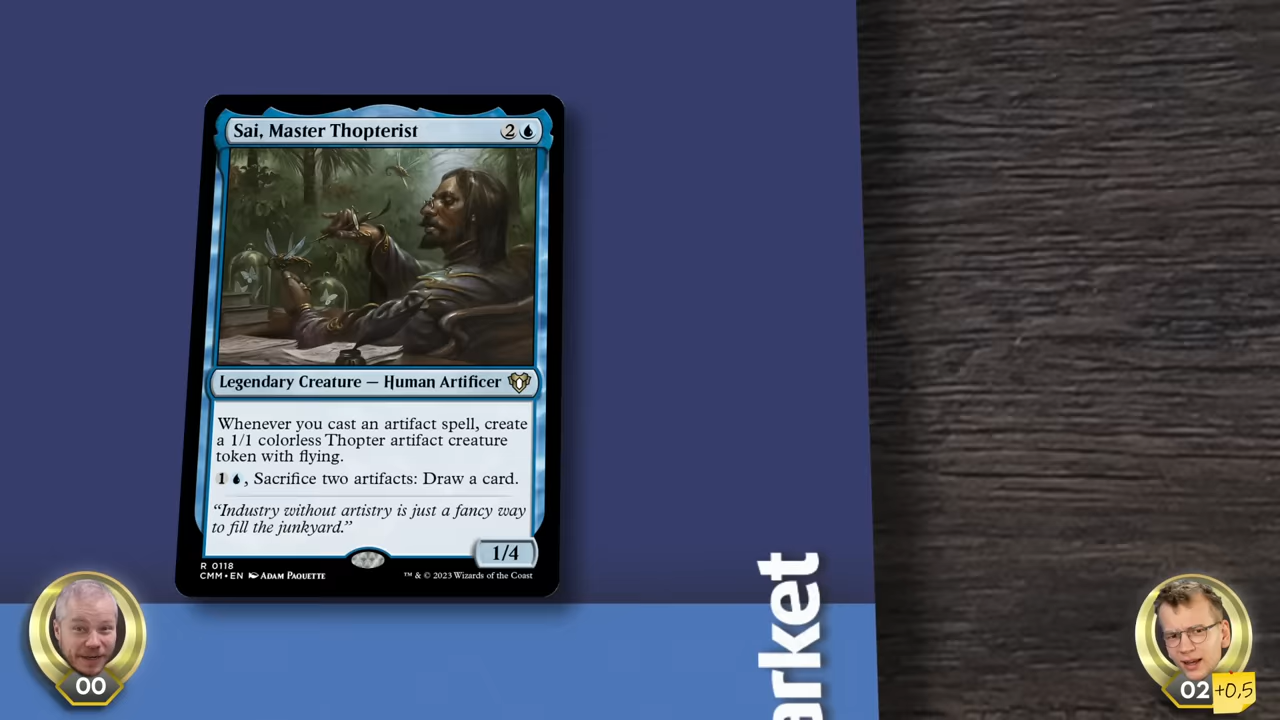 Sai, Master Thopterist
2
Legendary Creature — Human Artificer
Whenever you cast an artifact spell, create
a 1/1 colorless Thopter artifact creature
token with flying.
1, Sacrifice two artifacts: Draw a card.
“Industry without artistry is just a fancy way
to fill the junkyard.”
1/4
R 0118
CMM • EN ADAM PAQUETTE
™ & © 2023 Wizards of the Coast
arket
00
02 +0,5